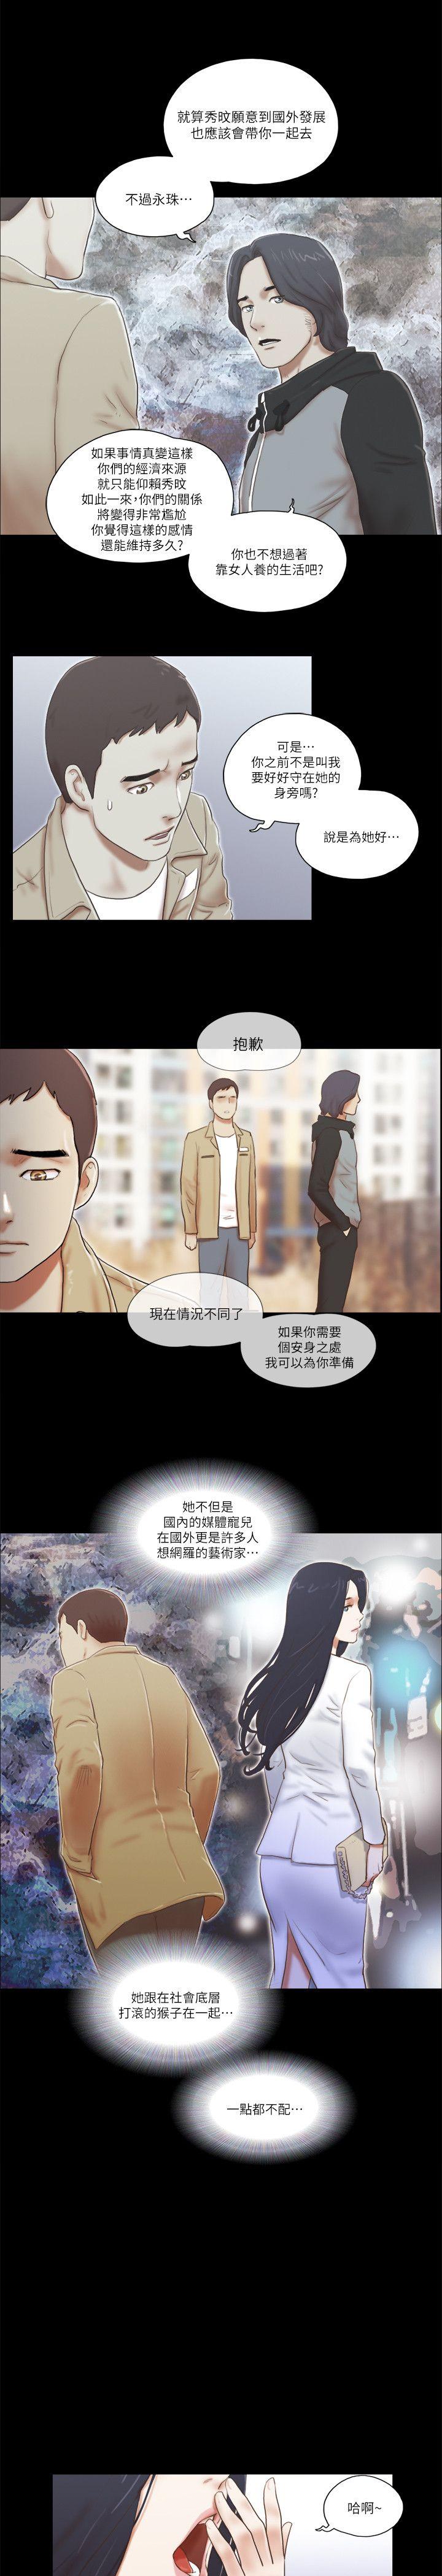 就算秀旼願意到國外發展
也應該會帶你一起去
不過永珠…
如果事情真變這樣
你們的經濟來源
就只能仰賴秀旼
如此一來,你們的關係
將變得非常尷尬
你覺得這樣的感情
還能維持多久?
你也不想過著
靠女人養的生活吧?
可是…
你之前不是叫我
要好好守在她的
身旁嗎?
說是為她好…
抱歉
現在情況不同了
如果你需要
個安身之處
我可以為你準備
她不但是
國內的媒體寵兒
在國外更是許多人
想網羅的藝術家…
她跟在社會底層
打滾的猴子在一起…
一點都不配…
哈啊~